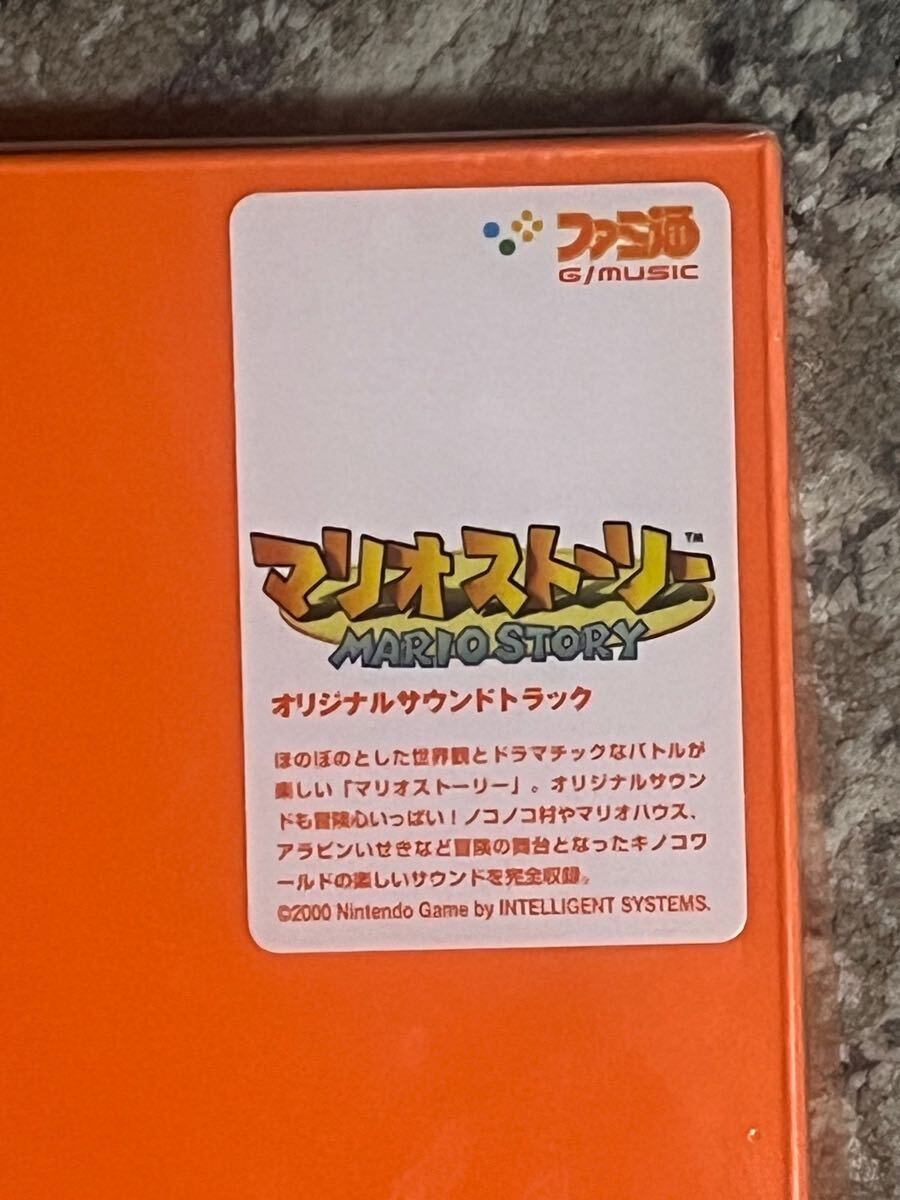 ファミ通
G/MUSIC
マリオストーリー™
MARIO STORY
オリジナルサウンドトラック
ほのぼのとした世界観とドラマチックなバトルが
楽しい「マリオストーリー」。オリジナルサウン
ドも冒険心いっぱい!ノコノコ村やマリオハウス、
アラビンいせきなど冒険の舞台となったキノコワ
ールドの楽しいサウンドを完全収録。
©2000 Nintendo Game by INTELLIGENT SYSTEMS.